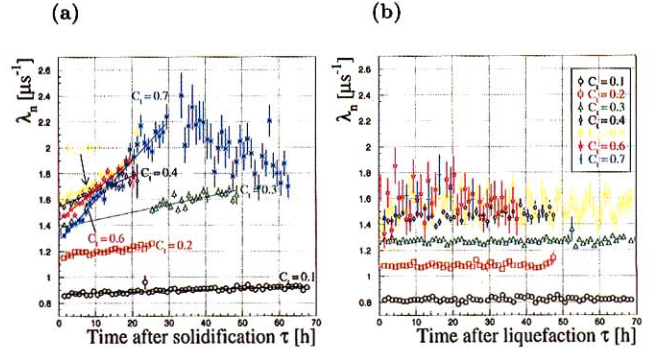 (a)
(b)
λn [μs⁻¹]
2.6
2.4
2.2
2
1.8
1.6
1.4
1.2
1
0.8
Ct = 0.7
Ct = 0.4
Ct = 0.3
Ct = 0.6
Ct = 0.2
Ct = 0.1
0 10 20 30 40 50 60 70
Time after solidification τ [h]
λn [μs⁻¹]
2.6
2.4
2.2
2
1.8
1.6
1.4
1.2
1
0.8
Ct = 0.1
Ct = 0.2
Ct = 0.3
Ct = 0.4
Ct = 0.6
Ct = 0.7
0 10 20 30 40 50 60 70
Time after liquefaction τ [h]